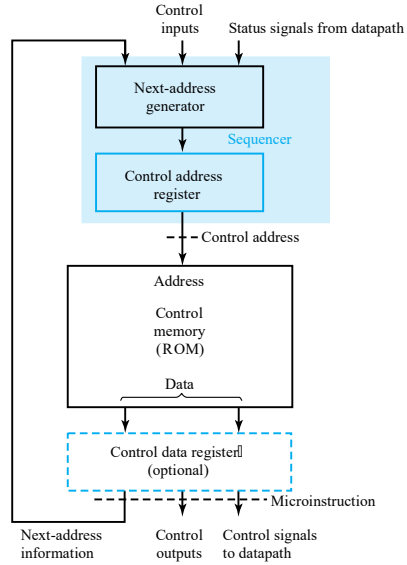 Control
inputs
Status signals from datapath
Next-address
generator
Sequencer
Control address
register
Control address
Address
Control
memory
(ROM)
Data
Control data register
(optional)
Microinstruction
Next-address
information
Control
outputs
Control signals
to datapath